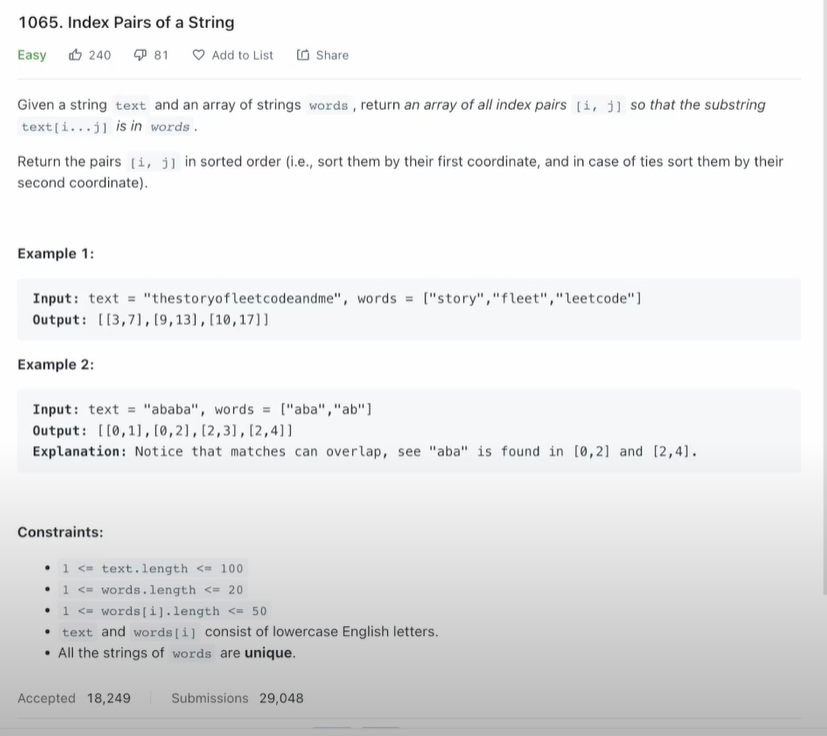 1065. Index Pairs of a String
Easy 240 81 Add to List Share
Given a string text and an array of strings words, return an array of all index pairs [i, j] so that the substring
text[i...j] is in words.
Return the pairs [i, j] in sorted order (i.e., sort them by their first coordinate, and in case of ties sort them by their
second coordinate).
Example 1:
Input: text = "thestoryofleetcodeandme", words = ["story","fleet","leetcode"]
Output: [[3,7],[9,13],[10,17]]
Example 2:
Input: text = "ababa", words = ["aba","ab"]
Output: [[0,1],[0,2],[2,3],[2,4]]
Explanation: Notice that matches can overlap, see "aba" is found in [0,2] and [2,4].
Constraints:
• 1 <= text.length <= 100
• 1 <= words.length <= 20
• 1 <= words[i].length <= 50
• text and words[i] consist of lowercase English letters.
• All the strings of words are unique.
Accepted 18,249 Submissions 29,048